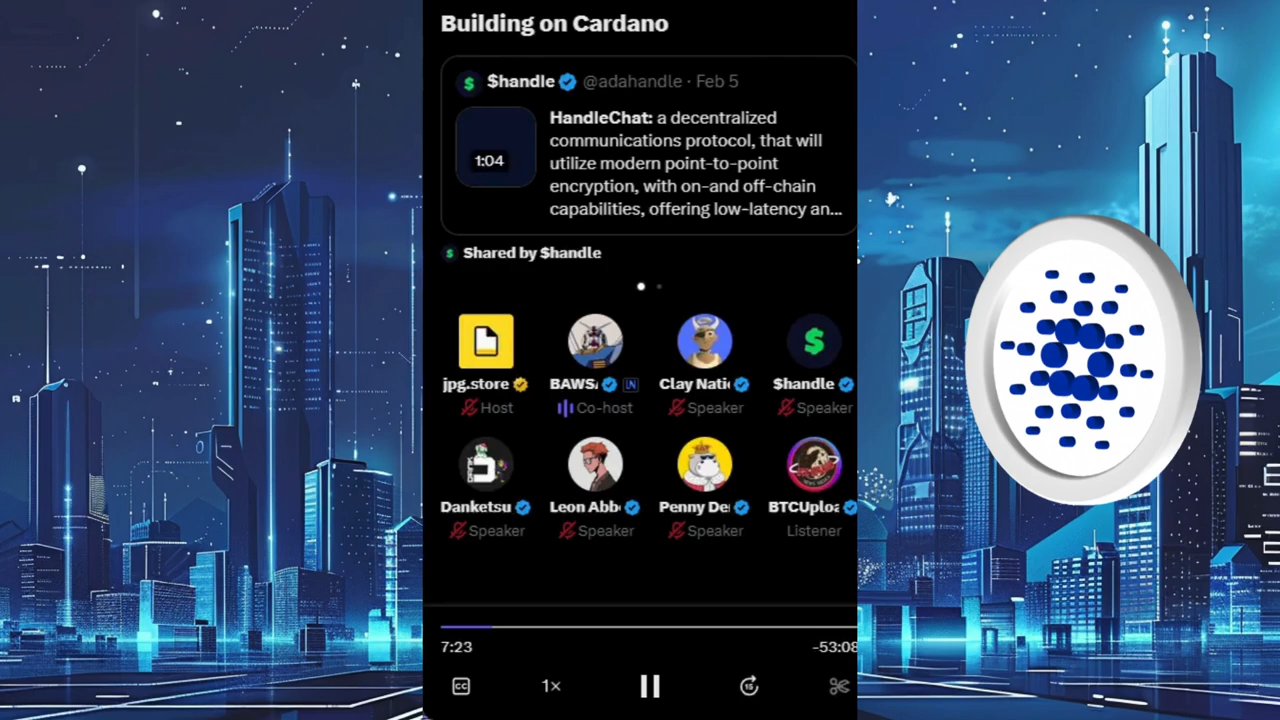 Building on Cardano
$handle @adahandle · Feb 5
HandleChat: a decentralized
communications protocol, that will
utilize modern point-to-point
encryption, with on-and off-chain
capabilities, offering low-latency an...
1:04
Shared by $handle
jpg.store BAWS Clay Nati $handle
Host Co-host Speaker Speaker
Danketsu Leon Abb Penny De BTCUploa
Speaker Speaker Speaker Listener
7:23 -53:08
CC 1× 15